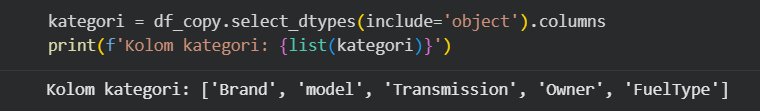 kategori = df_copy.select_dtypes(include='object').columns
print(f'Kolom kategori: {list(kategori)}')
Kolom kategori: ['Brand', 'model', 'Transmission', 'Owner', 'FuelType']